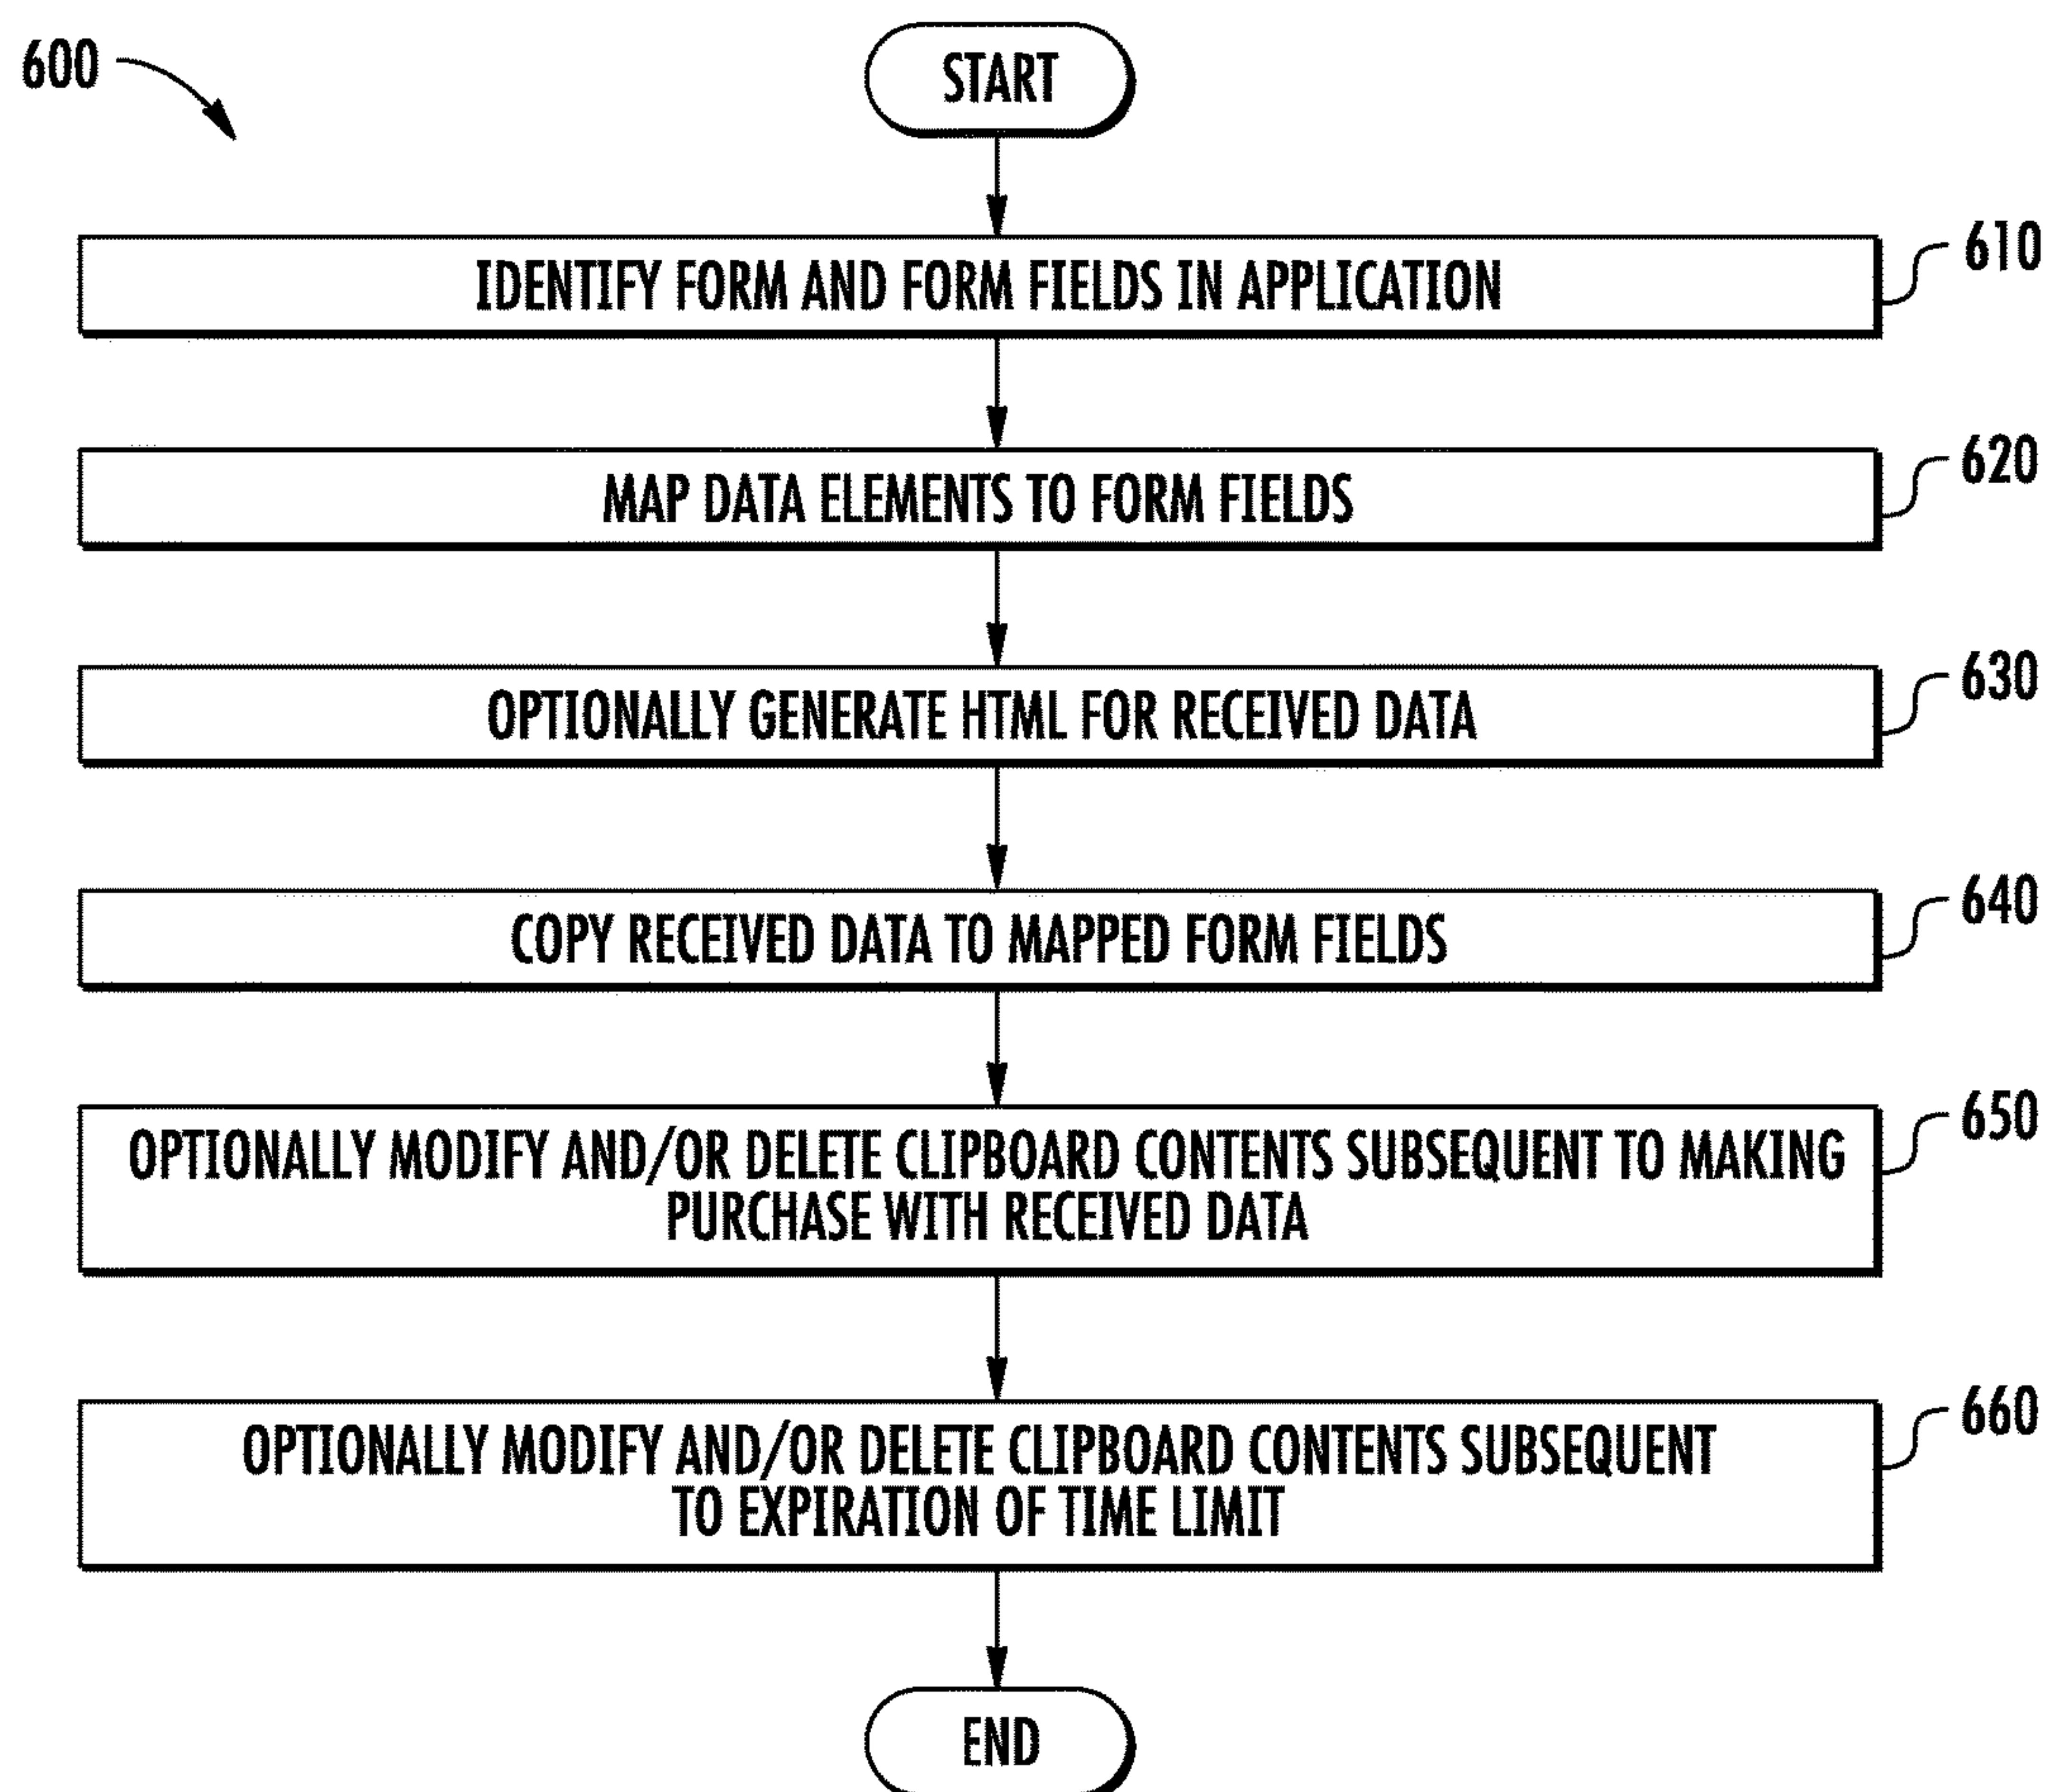 600
START
IDENTIFY FORM AND FORM FIELDS IN APPLICATION
610
MAP DATA ELEMENTS TO FORM FIELDS
620
OPTIONALLY GENERATE HTML FOR RECEIVED DATA
630
COPY RECEIVED DATA TO MAPPED FORM FIELDS
640
OPTIONALLY MODIFY AND/OR DELETE CLIPBOARD CONTENTS SUBSEQUENT TO MAKING
PURCHASE WITH RECEIVED DATA
650
OPTIONALLY MODIFY AND/OR DELETE CLIPBOARD CONTENTS SUBSEQUENT
TO EXPIRATION OF TIME LIMIT
660
END